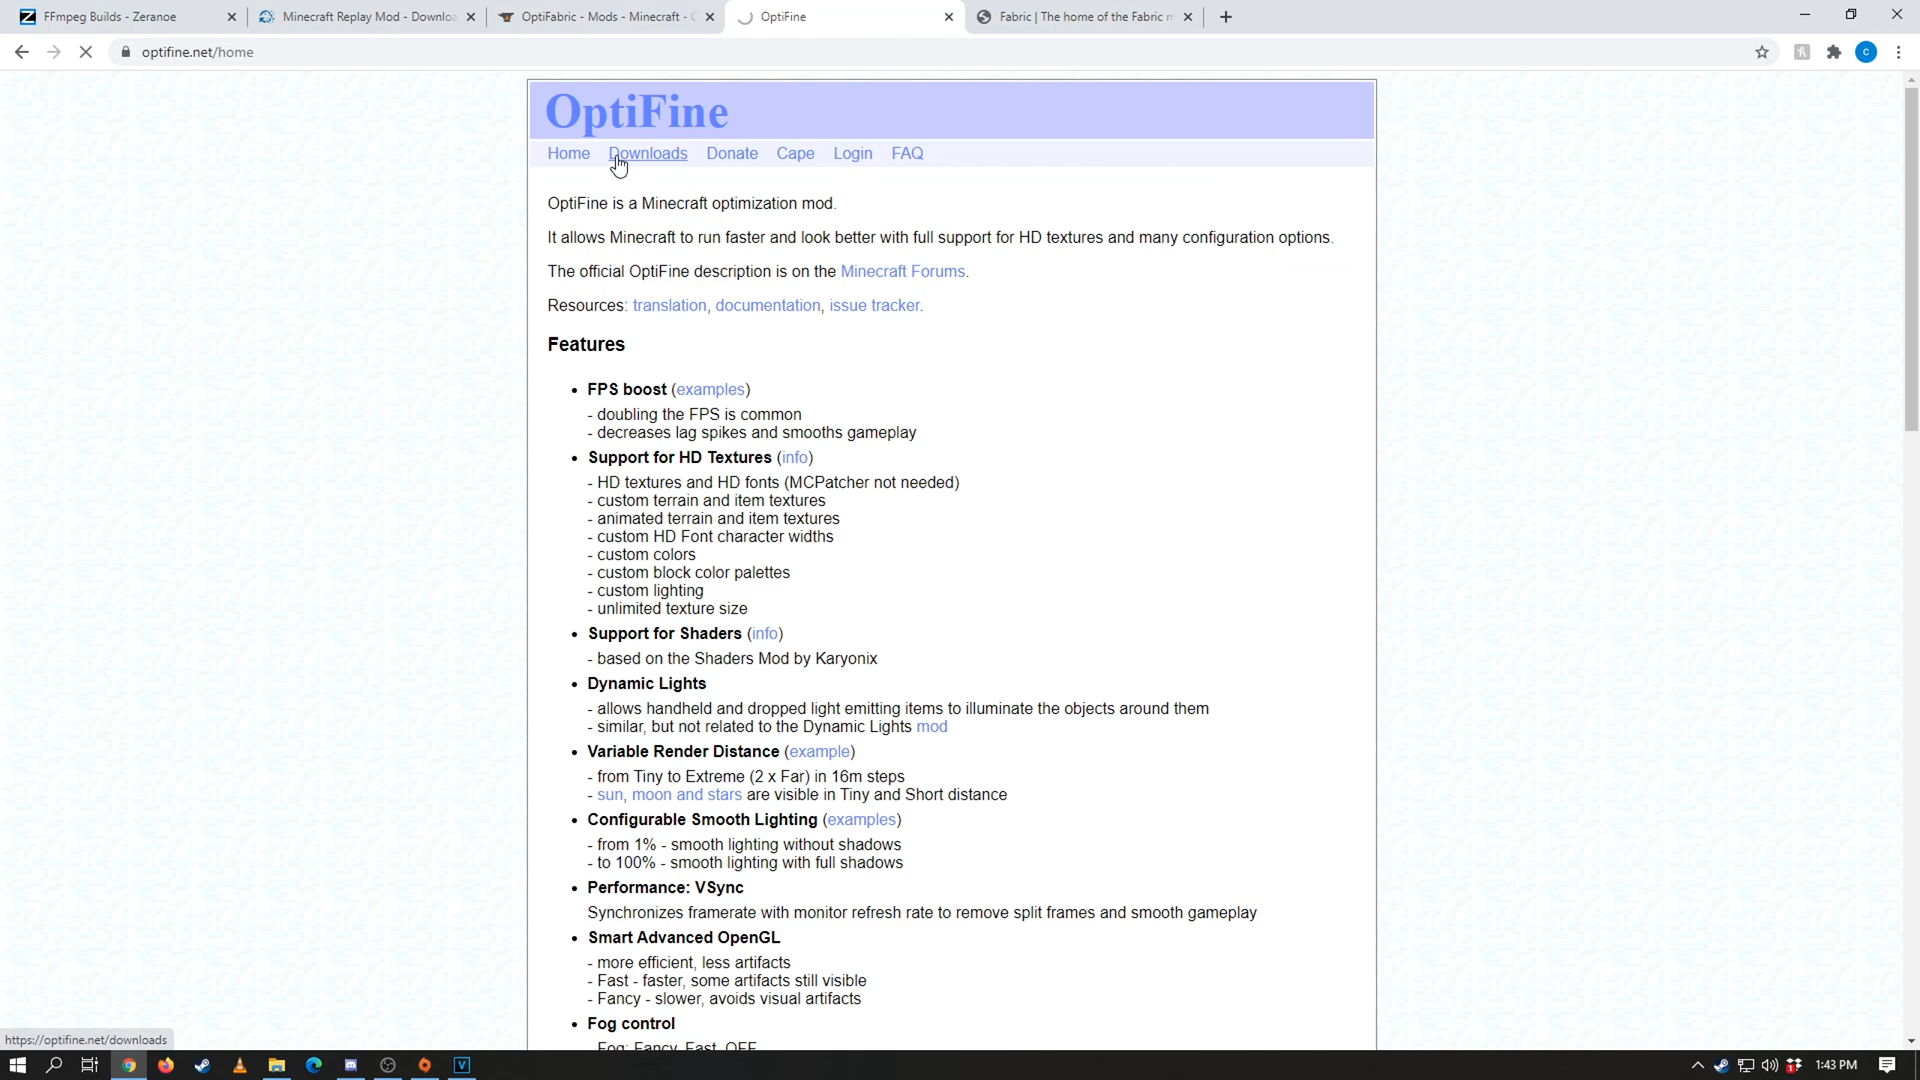 FFmpeg Builds - Zeranoe
Minecraft Replay Mod - Downloa
OptiFabric - Mods - Minecraft - C
OptiFine
Fabric | The home of the Fabric m
optifine.net/home
C
OptiFine
Home Downloads Donate Cape Login FAQ
OptiFine is a Minecraft optimization mod.
It allows Minecraft to run faster and look better with full support for HD textures and many configuration options.
The official OptiFine description is on the Minecraft Forums.
Resources: translation, documentation, issue tracker.
Features
• FPS boost (examples)
- doubling the FPS is common
- decreases lag spikes and smooths gameplay
• Support for HD Textures (info)
- HD textures and HD fonts (MCPatcher not needed)
- custom terrain and item textures
- animated terrain and item textures
- custom HD Font character widths
- custom colors
- custom block color palettes
- custom lighting
- unlimited texture size
• Support for Shaders (info)
- based on the Shaders Mod by Karyonix
• Dynamic Lights
- allows handheld and dropped light emitting items to illuminate the objects around them
- similar, but not related to the Dynamic Lights mod
• Variable Render Distance (example)
- from Tiny to Extreme (2 x Far) in 16m steps
- sun, moon and stars are visible in Tiny and Short distance
• Configurable Smooth Lighting (examples)
- from 1% - smooth lighting without shadows
- to 100% - smooth lighting with full shadows
• Performance: VSync
Synchronizes framerate with monitor refresh rate to remove split frames and smooth gameplay
• Smart Advanced OpenGL
- more efficient, less artifacts
- Fast - faster, some artifacts still visible
- Fancy - slower, avoids visual artifacts
• Fog control
Fog: Fancy, Fast, OFF
https://optifine.net/downloads
1:43 PM